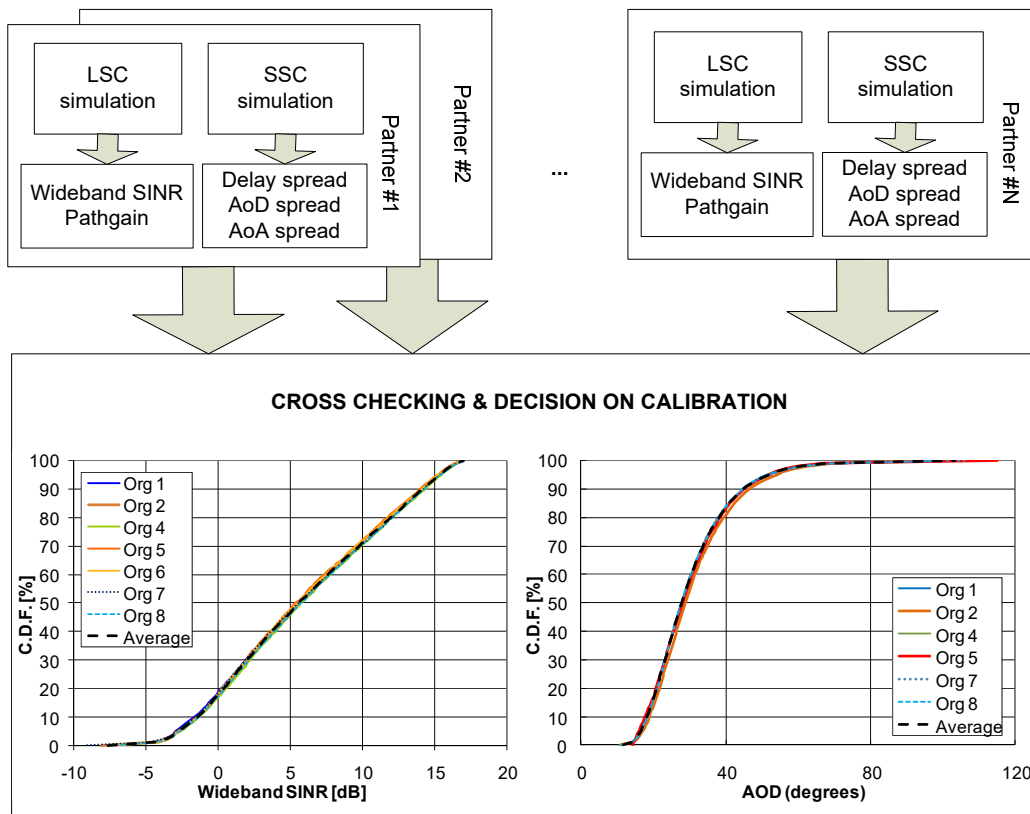 LSC
simulation
SSC
simulation
Wideband SINR
Pathgain
Delay spread
AoD spread
AoA spread
Partner #1
Partner #2
...
LSC
simulation
SSC
simulation
Wideband SINR
Pathgain
Delay spread
AoD spread
AoA spread
Partner #N
CROSS CHECKING & DECISION ON CALIBRATION
100
90
80
70
60
50
40
30
20
10
0
C.D.F. [%]
Org 1
Org 2
Org 4
Org 5
Org 6
Org 7
Org 8
Average
-10
-5
0
5
10
15
20
Wideband SINR [dB]
100
90
80
70
60
50
40
30
20
10
0
C.D.F. [%]
Org 1
Org 2
Org 4
Org 5
Org 7
Org 8
Average
0
40
80
120
AOD (degrees)